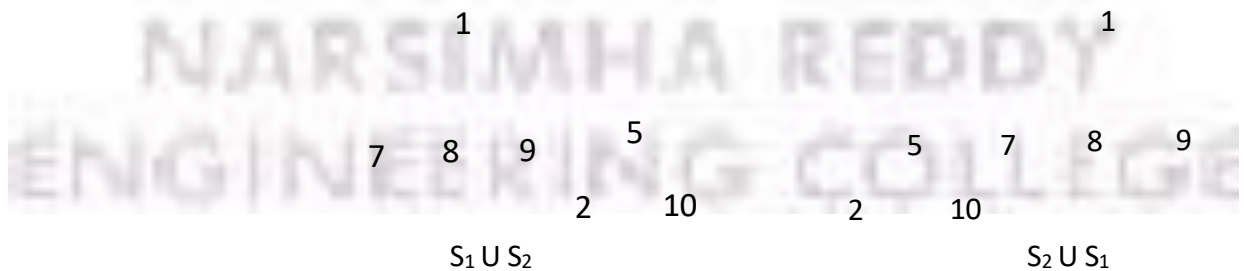 NARSIMHA REDDY
1 1
ENGINEERING COLLEGE
7 8 9 5 5 7 8 9
2 10 2 10
S₁ U S₂ S₂ U S₁